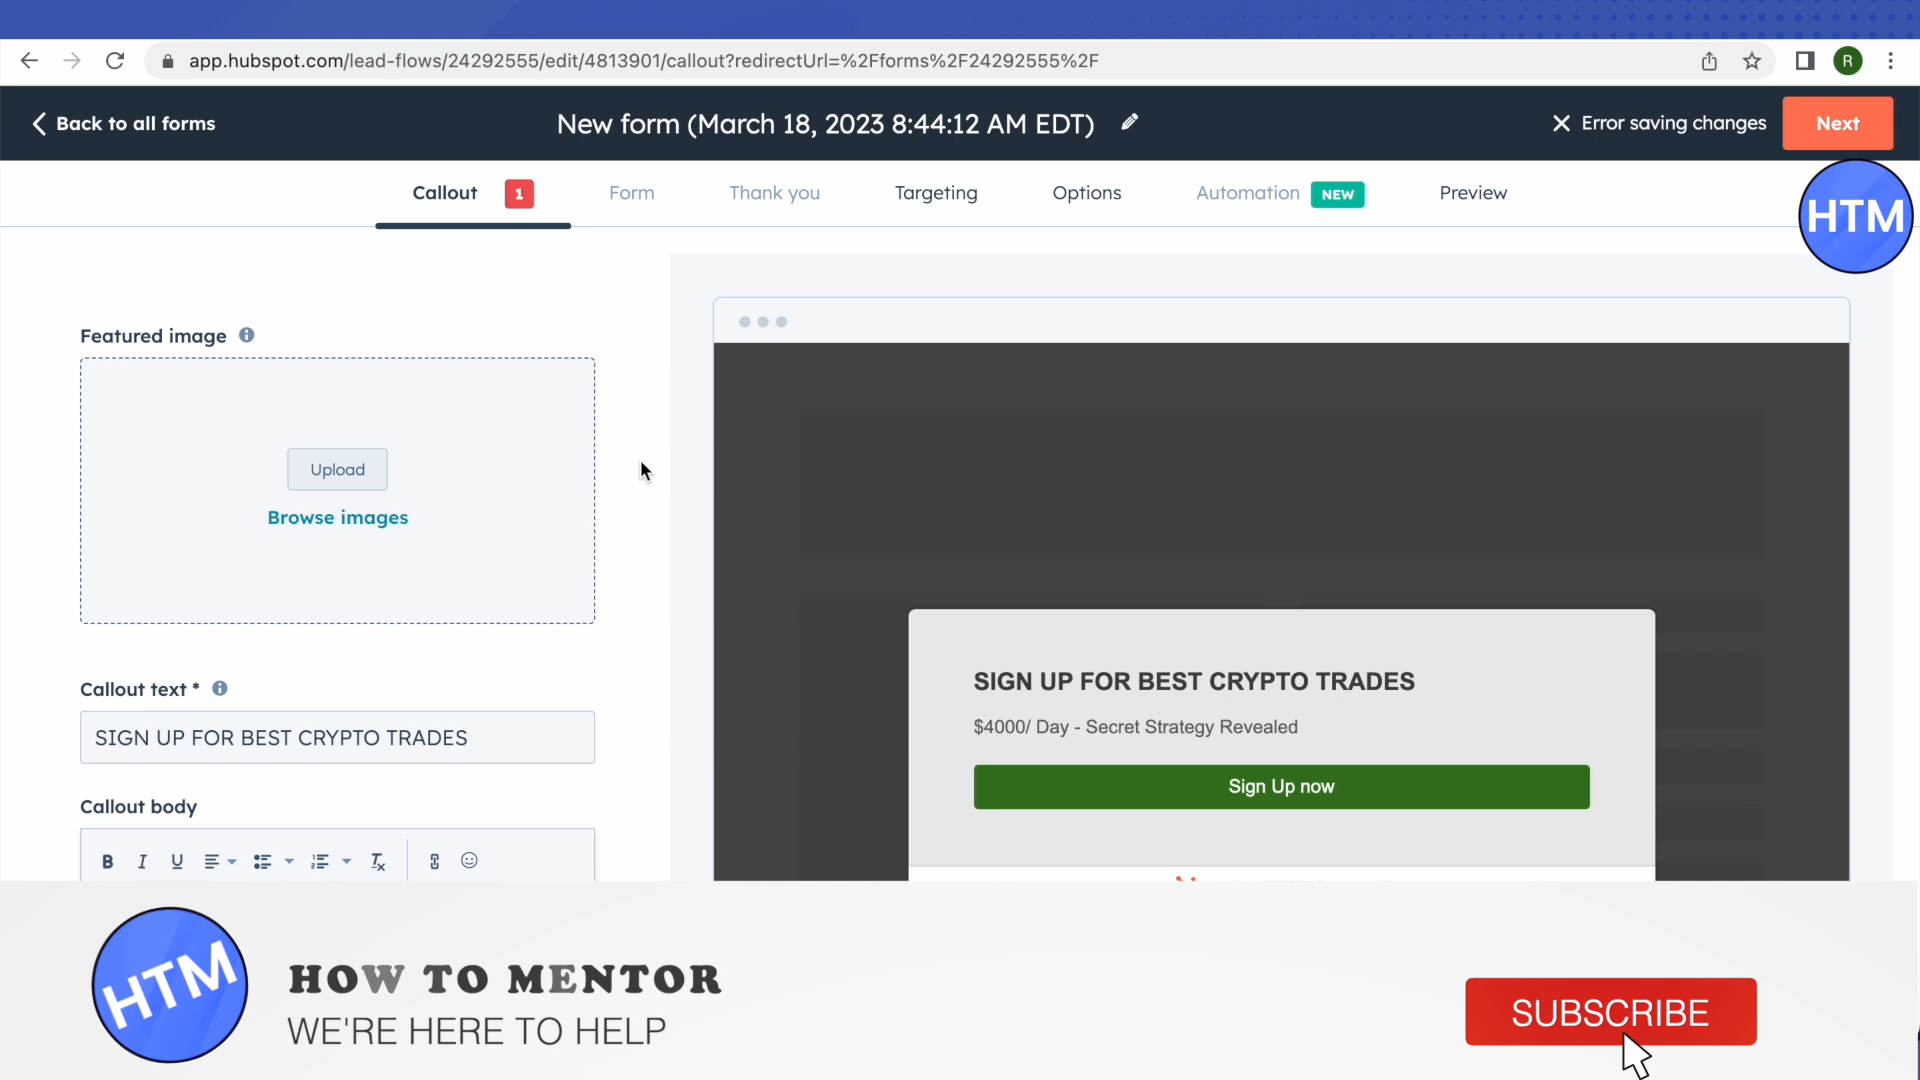 app.hubspot.com/lead-flows/24292555/edit/4813901/callout?redirectUrl=%2Fforms%2F24292555%2F
R
Back to all forms
New form (March 18, 2023 8:44:12 AM EDT)
Error saving changes
Next
Callout 1
Form
Thank you
Targeting
Options
Automation NEW
Preview
HTM
Featured image
Upload
Browse images
Callout text *
SIGN UP FOR BEST CRYPTO TRADES
Callout body
B I U
SIGN UP FOR BEST CRYPTO TRADES
$4000/ Day - Secret Strategy Revealed
Sign Up now
HTM
HOW TO MENTOR
WE'RE HERE TO HELP
SUBSCRIBE